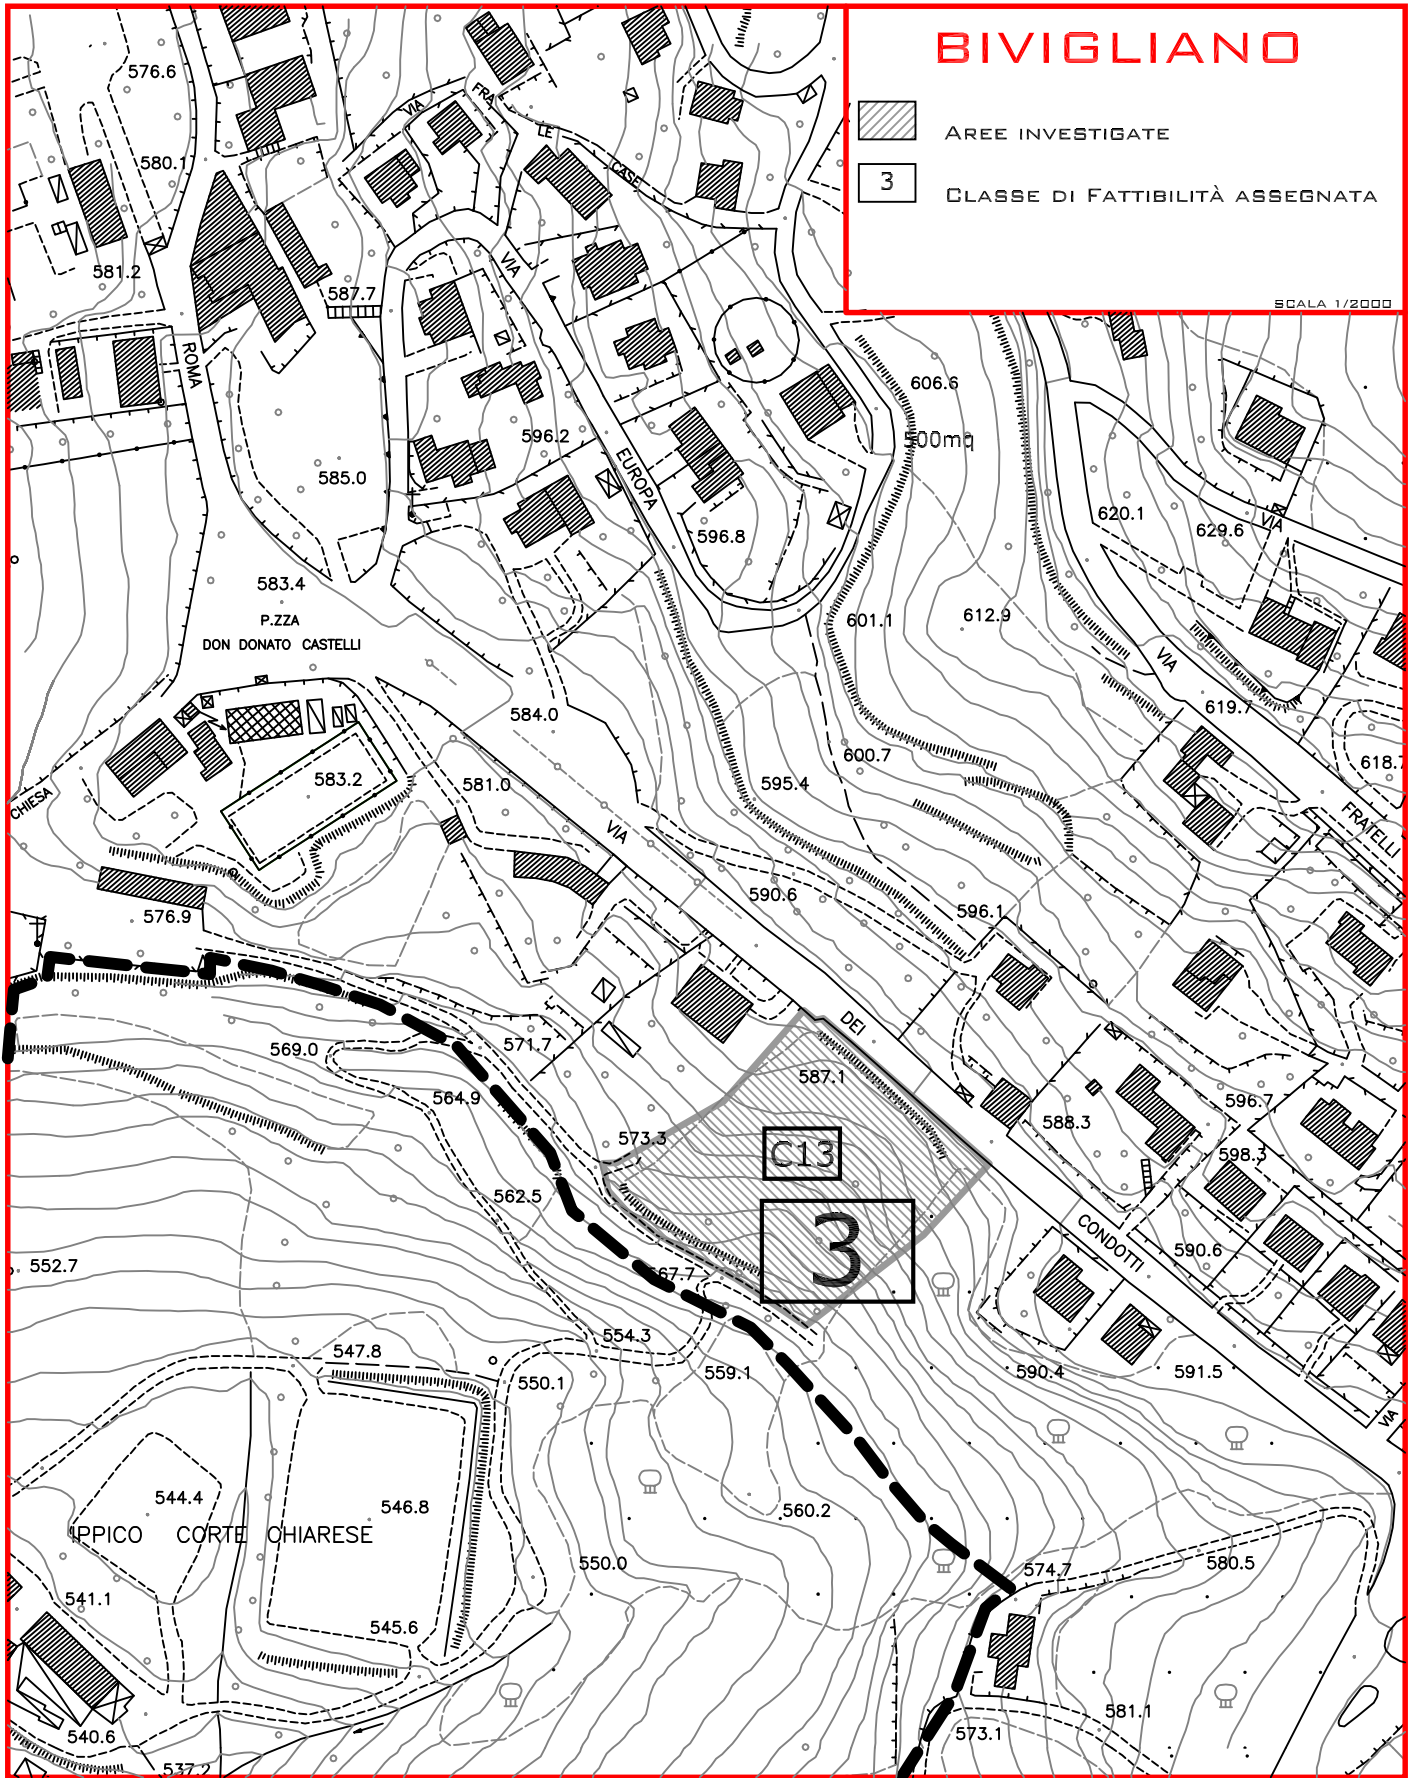 BIVIGLIANO
AREE INVESTIGATE
3
CLASSE DI FATTIBILITÀ ASSEGNATA
SCALA 1/2000
576.6
VIA
FRA
LE
CASE
580.1
581.2
587.7
VIA
ROMA
606.6
500mq
596.2
EUROPA
585.0
596.8
620.1
629.6
VIA
583.4
P.ZZA
DON DONATO CASTELLI
601.1
612.9
VIA
584.0
619.7
600.7
618.7
583.2
581.0
595.4
CHIESA
VIA
FRATELLI
590.6
596.1
576.9
DEI
569.0
571.7
587.1
564.9
596.7
588.3
573.3
C13
598.3
562.5
3
CONDOTTI
590.6
552.7
567.7
554.3
547.8
559.1
550.1
590.4
591.5
VIA
544.4
546.8
560.2
IPPICO CORTE CHIARESE
550.0
574.7
580.5
541.1
545.6
581.1
540.6
573.1
537.2